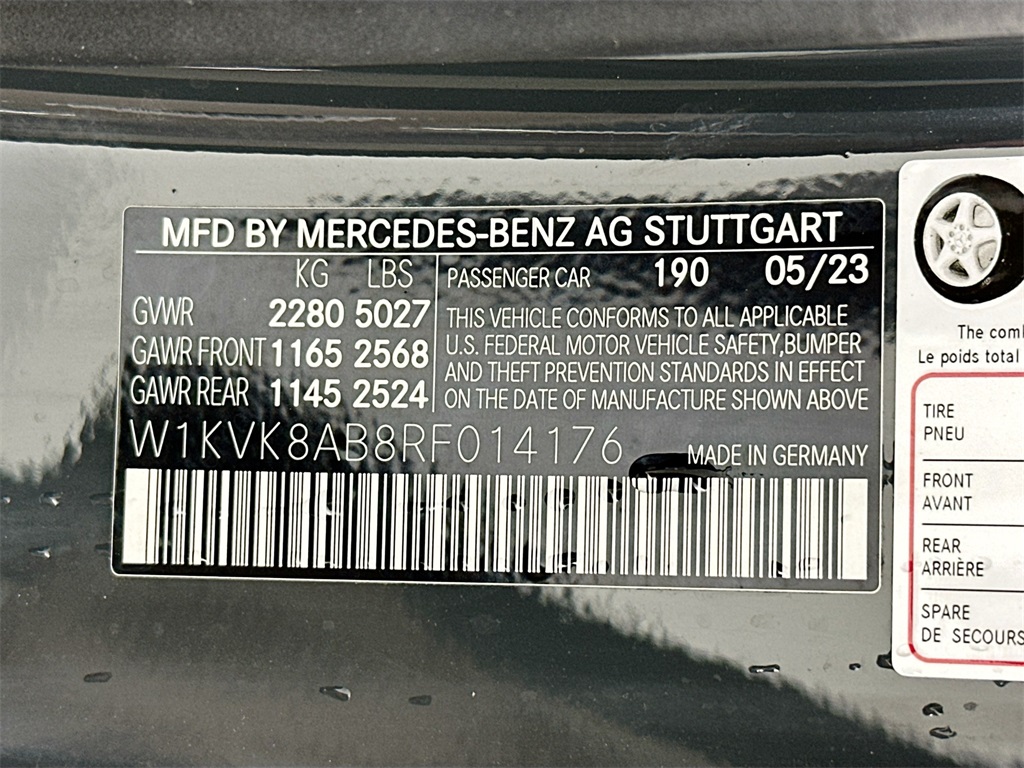 MFD BY MERCEDES-BENZ AG STUTTGART
KG LBS
GVWR 2280 5027
GAWR FRONT 1165 2568
GAWR REAR 1145 2524
PASSENGER CAR 190 05/23
THIS VEHICLE CONFORMS TO ALL APPLICABLE
U.S. FEDERAL MOTOR VEHICLE SAFETY,BUMPER
AND THEFT PREVENTION STANDARDS IN EFFECT
ON THE DATE OF MANUFACTURE SHOWN ABOVE
W1KVK8AB8RF014176
MADE IN GERMANY
The
Le poids total
TIRE
PNEU
FRONT
AVANT
REAR
ARRIÈRE
SPARE
DE SECOURS